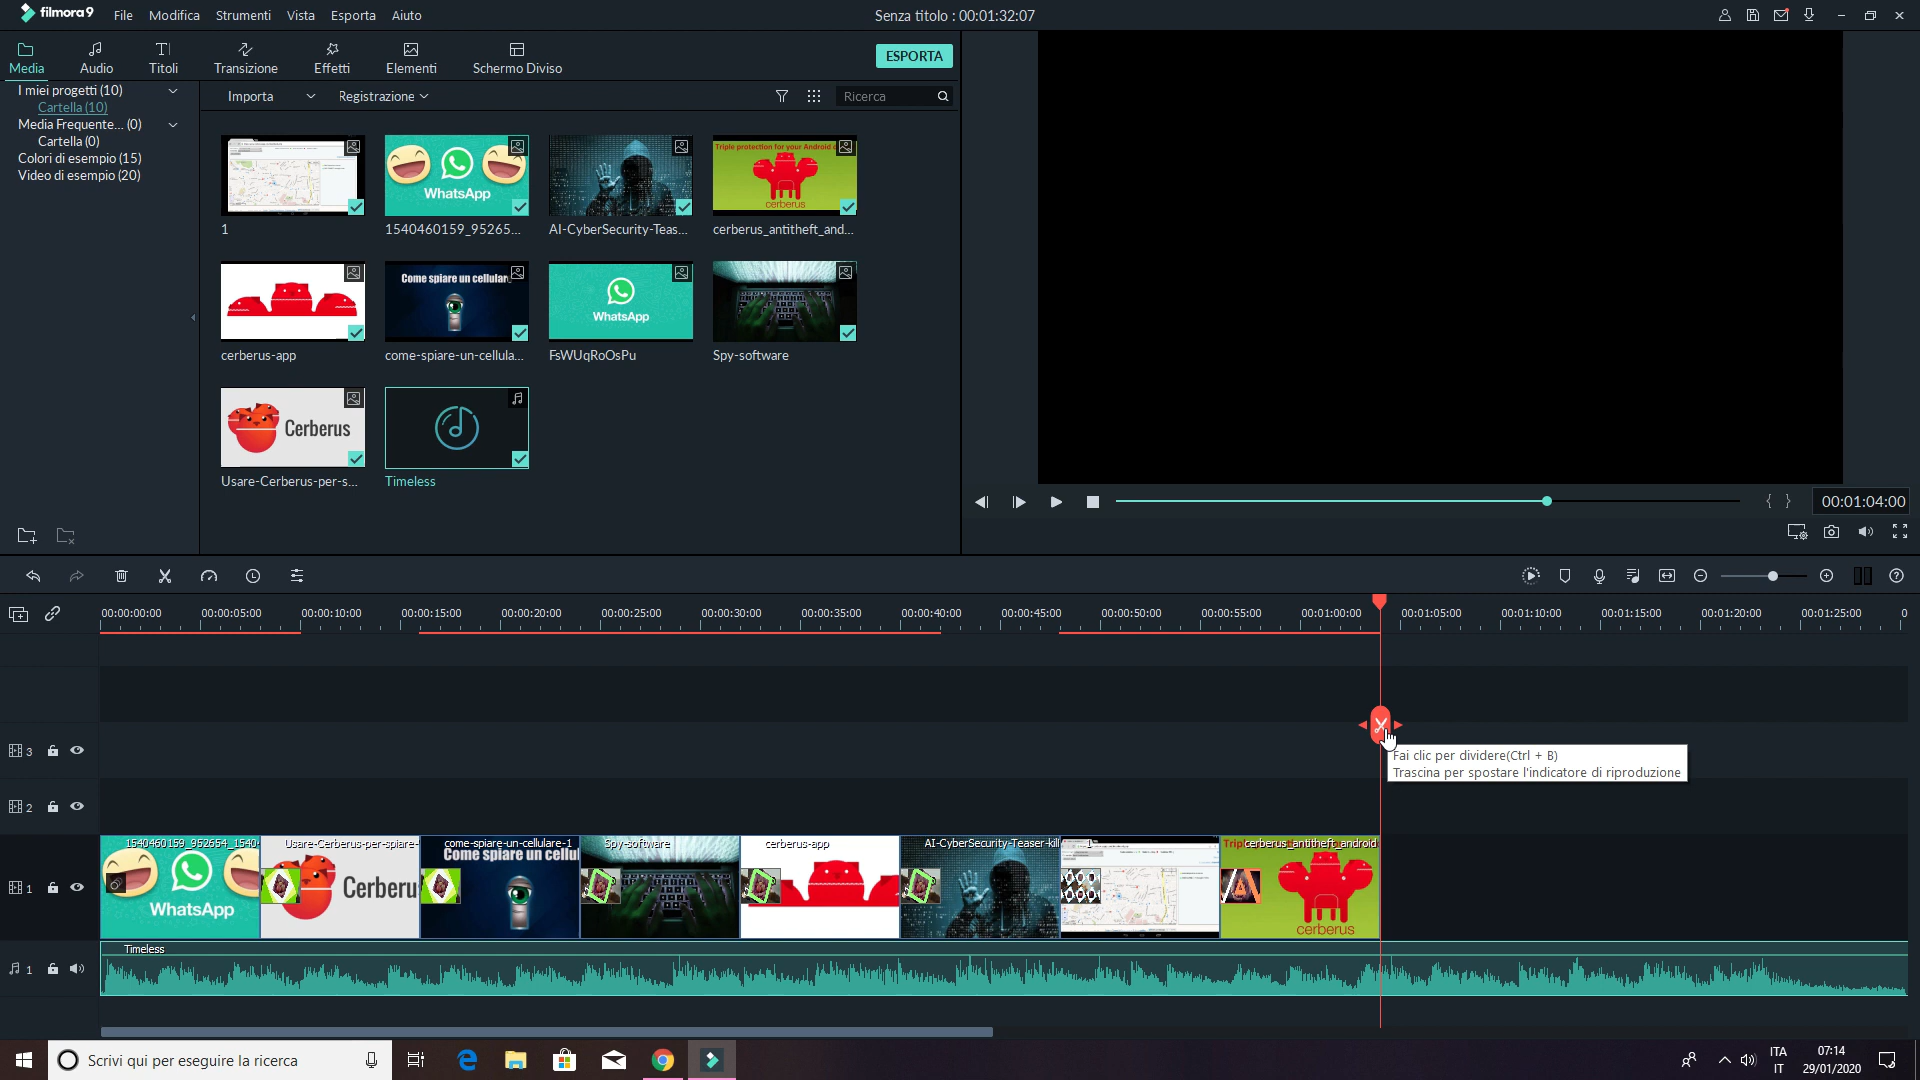 filmora9 File Modifica Strumenti Vista Esporta Aiuto
Senza titolo : 00:01:32:07
Media Audio Titoli Transizione Effetti Elementi Schermo Diviso
ESPORTA
I miei progetti (10)
Cartella (10)
Media Frequente... (0)
Cartella (0)
Colori di esempio (15)
Video di esempio (20)
Importa Registrazione Ricerca
WhatsApp
Triple protection for your Android d
cerberus
1
1540460159_95265...
AI-CyberSecurity-Teas...
cerberus_antitheft_and...
Come spiare un cellular
WhatsApp
cerberus-app
come-spiare-un-cellula...
FsWUqRoOsPu
Spy-software
Cerberus
Usare-Cerberus-per-s...
Timeless
00:01:04:00
00:00:00:00 00:00:05:00 00:00:10:00 00:00:15:00 00:00:20:00 00:00:25:00 00:00:30:00 00:00:35:00 00:00:40:00 00:00:45:00 00:00:50:00 00:00:55:00 00:01:00:00 00:01:05:00 00:01:10:00 00:01:15:00 00:01:20:00 00:01:25:00 0
3
Fai clic per dividere(Ctrl + B)
Trascina per spostare l'indicatore di riproduzione
2
1540460159_952654_1540- Usare-Cerberus-per-spiare- come-spiare-un-cellulare-1 Spy-software cerberus-app AI-CyberSecurity-Teaser-kill 1 cerberus_antitheft_android
Come spiare un cellul
Trip
1
Cerberu
WhatsApp
cerberus
Timeless
1
Scrivi qui per eseguire la ricerca
ITA
IT
07:14
29/01/2020